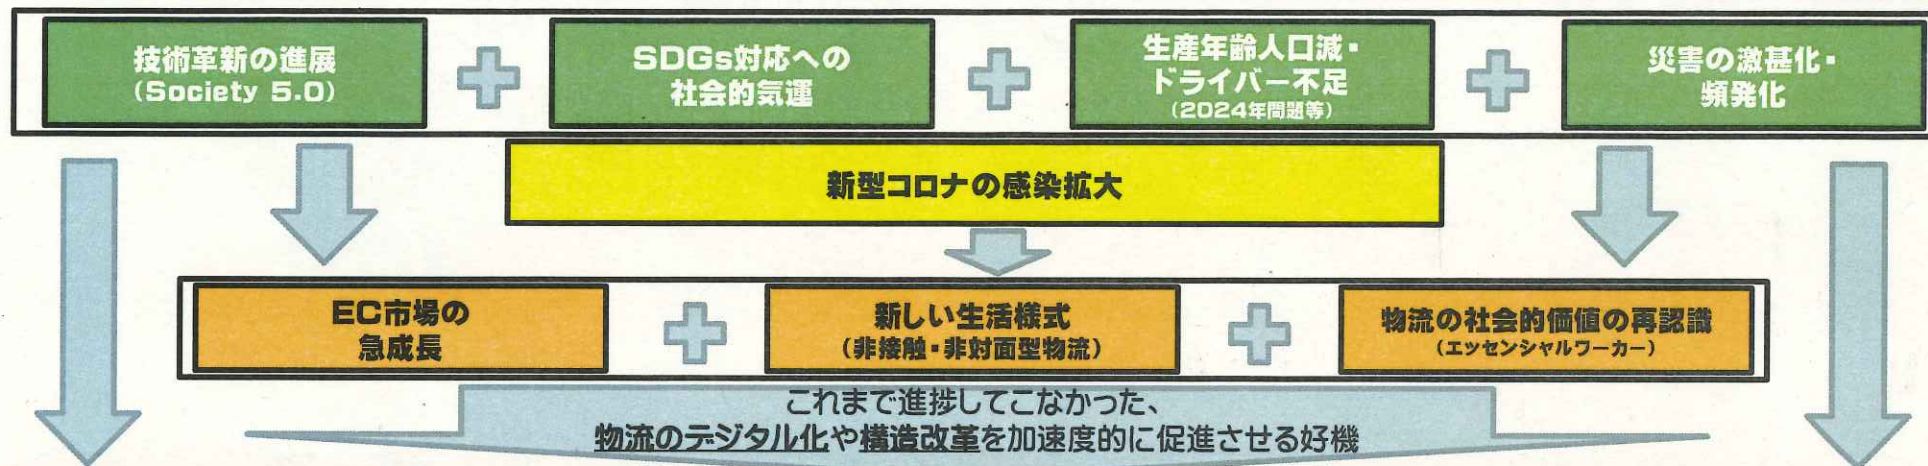 技術革新の進展
(Society 5.0)
SDGs対応への
社会的気運
生産年齢人口減・
ドライバー不足
(2024年問題等)
災害の激甚化・
頻発化
新型コロナの感染拡大
EC市場の
急成長
新しい生活様式
(非接触・非対面型物流)
物流の社会的価値の再認識
(エッセンシャルワーカー)
これまで進捗してこなかった、
物流のデジタル化や構造改革を加速度的に促進させる好機